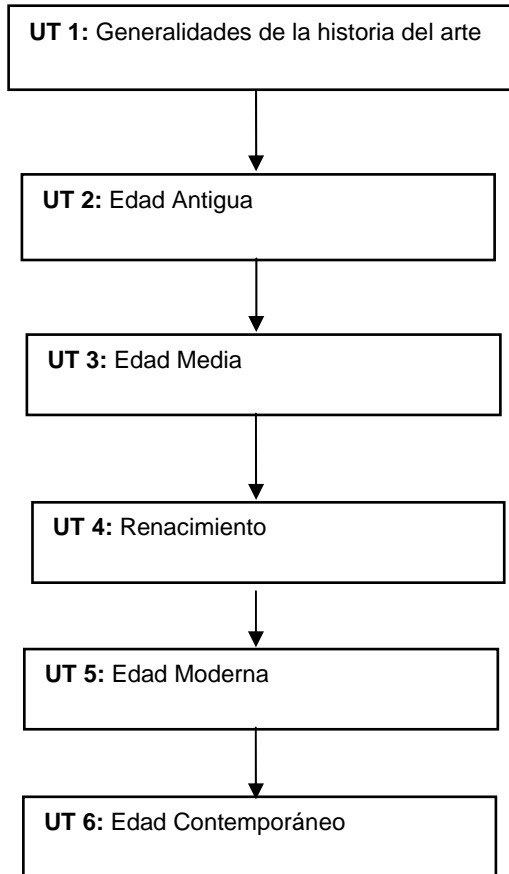 UT 1: Generalidades de la historia del arte
UT 2: Edad Antigua
UT 3: Edad Media
UT 4: Renacimiento
UT 5: Edad Moderna
UT 6: Edad Contemporáneo